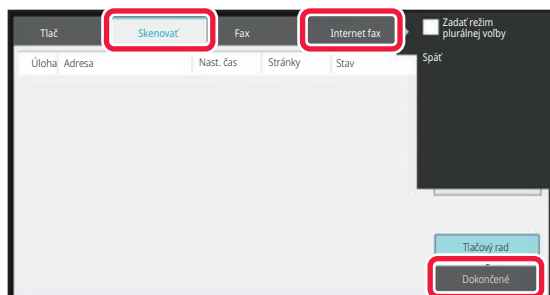 Tlač Skenovať Fax Internet fax
Zadať režim
plurálnej voľby
Úloha Adresa Nast. čas Stránky Stav
Späť
Tlačový rad
Dokončené